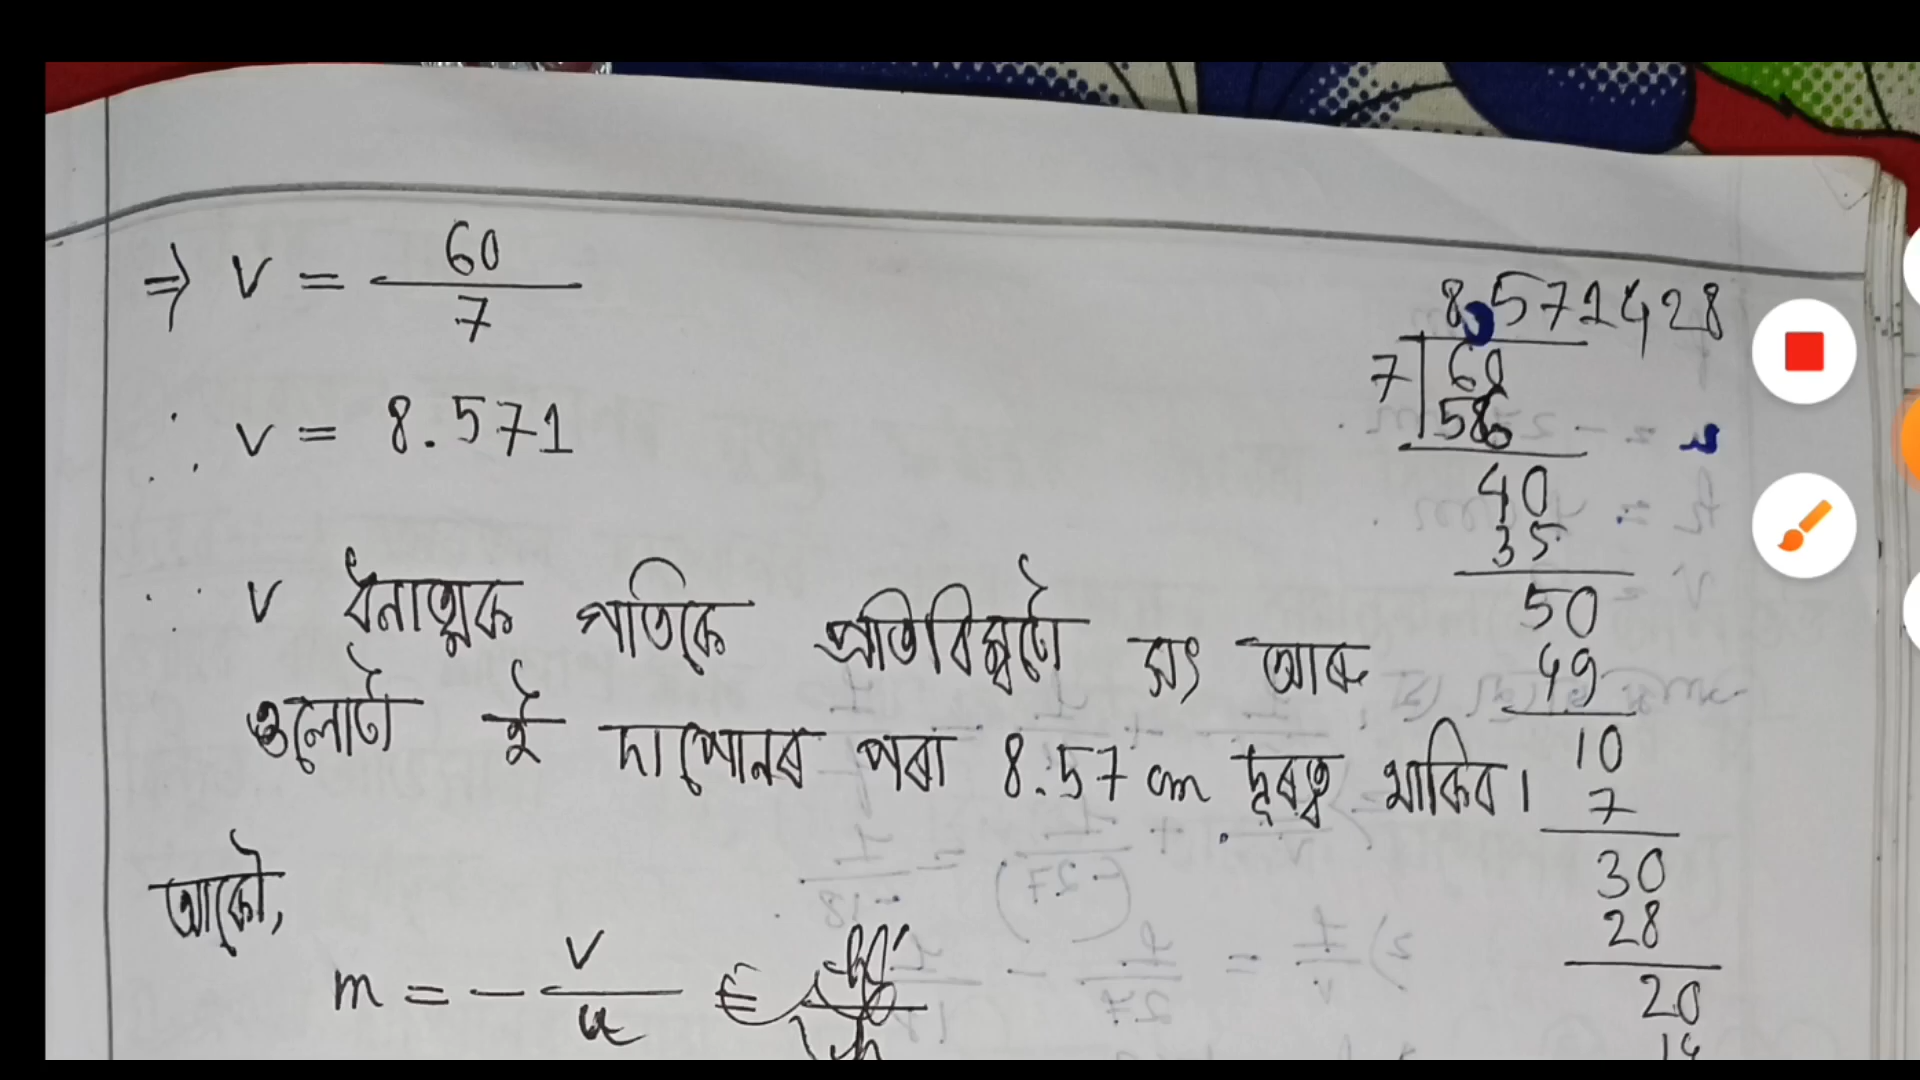 ⇒ v = 60/7
∴ v = 8.571
8.571428
7 | 60
56
40
35
50
49
10
7
30
28
20
14
∴ v ধনাত্মক গতিকে প্ৰতিবিম্বটো সৎ আৰু
ওলোটা হৈ দাপোনৰ পৰা 8.57 cm দূৰত্বত থাকিব।
আকৌ,
m = - v/u =